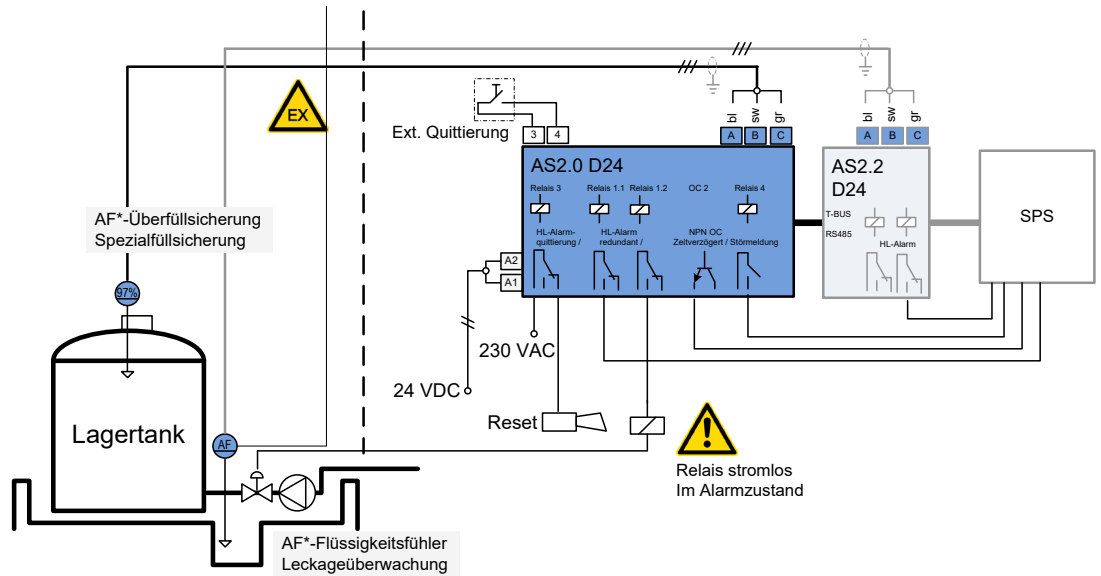 EX
Ext. Quittierung
3 4
bl sw gr
A B C
bl sw gr
A B C
AS2.0 D24
Relais 3
Relais 1.1
Relais 1.2
OC 2
Relais 4
HL-Alarm-
quittierung /
HL-Alarm
redundant /
NPN OC
Zeitverzögert / Störmeldung
A2
A1
AS2.2
D24
T-BUS
RS485
HL-Alarm
SPS
AF*-Überfüllsicherung
Spezialfüllsicherung
97%
230 VAC
24 VDC
Reset
Lagertank
AF
Relais stromlos
Im Alarmzustand
AF*-Flüssigkeitsfühler
Leckageüberwachung